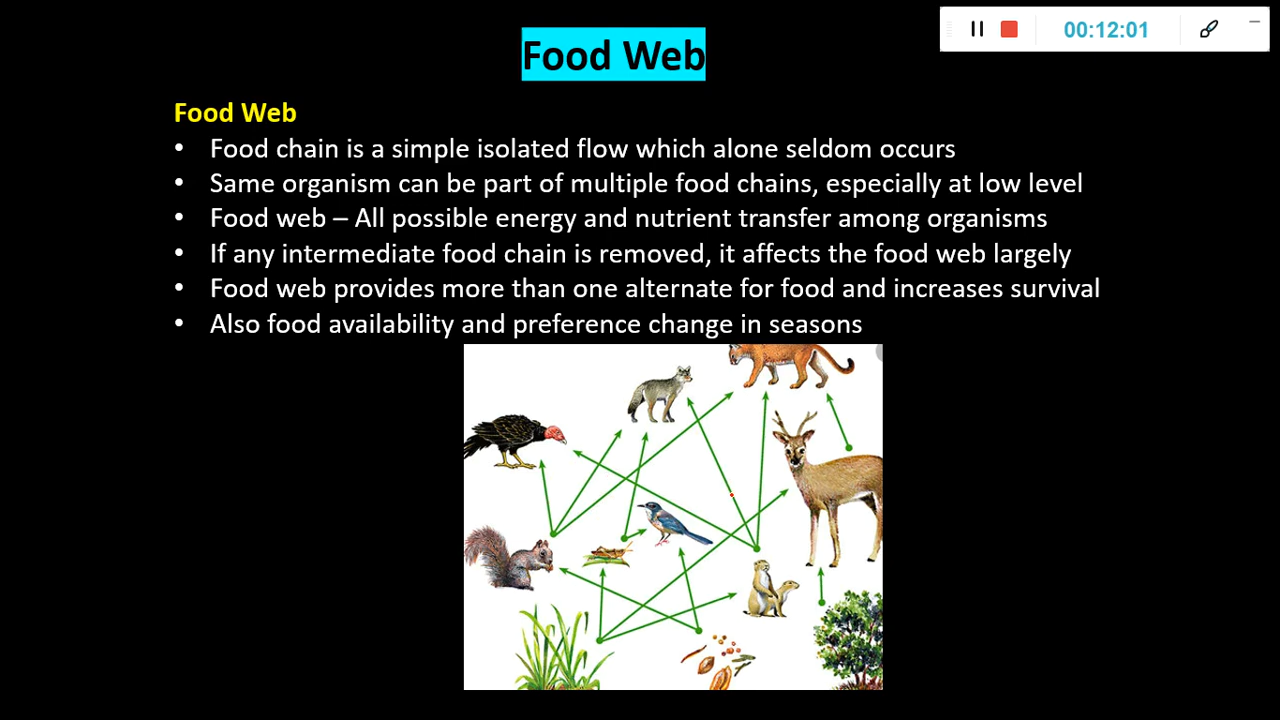 Food Web
00:12:01
Food Web
• Food chain is a simple isolated flow which alone seldom occurs
• Same organism can be part of multiple food chains, especially at low level
• Food web – All possible energy and nutrient transfer among organisms
• If any intermediate food chain is removed, it affects the food web largely
• Food web provides more than one alternate for food and increases survival
• Also food availability and preference change in seasons